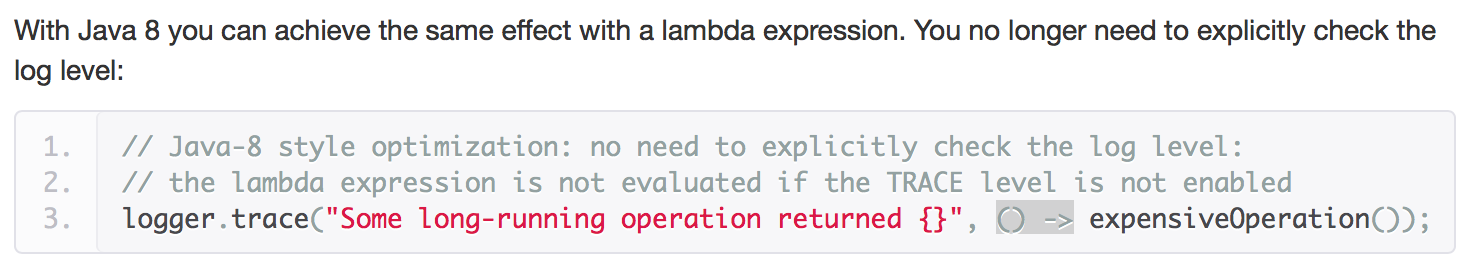 With Java 8 you can achieve the same effect with a lambda expression. You no longer need to explicitly check the
log level:
1. // Java-8 style optimization: no need to explicitly check the log level:
2. // the lambda expression is not evaluated if the TRACE level is not enabled
3. logger.trace("Some long-running operation returned {}", () -> expensiveOperation());